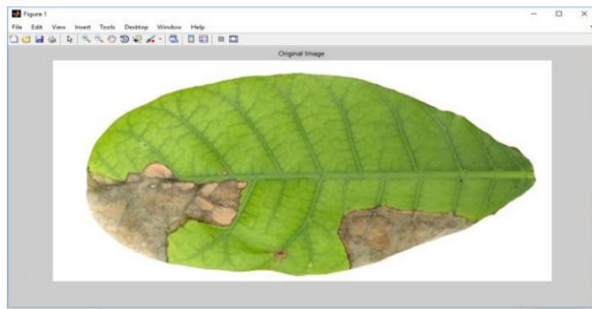 Figure 1
File Edit View Insert Tools Desktop Window Help
Original Image